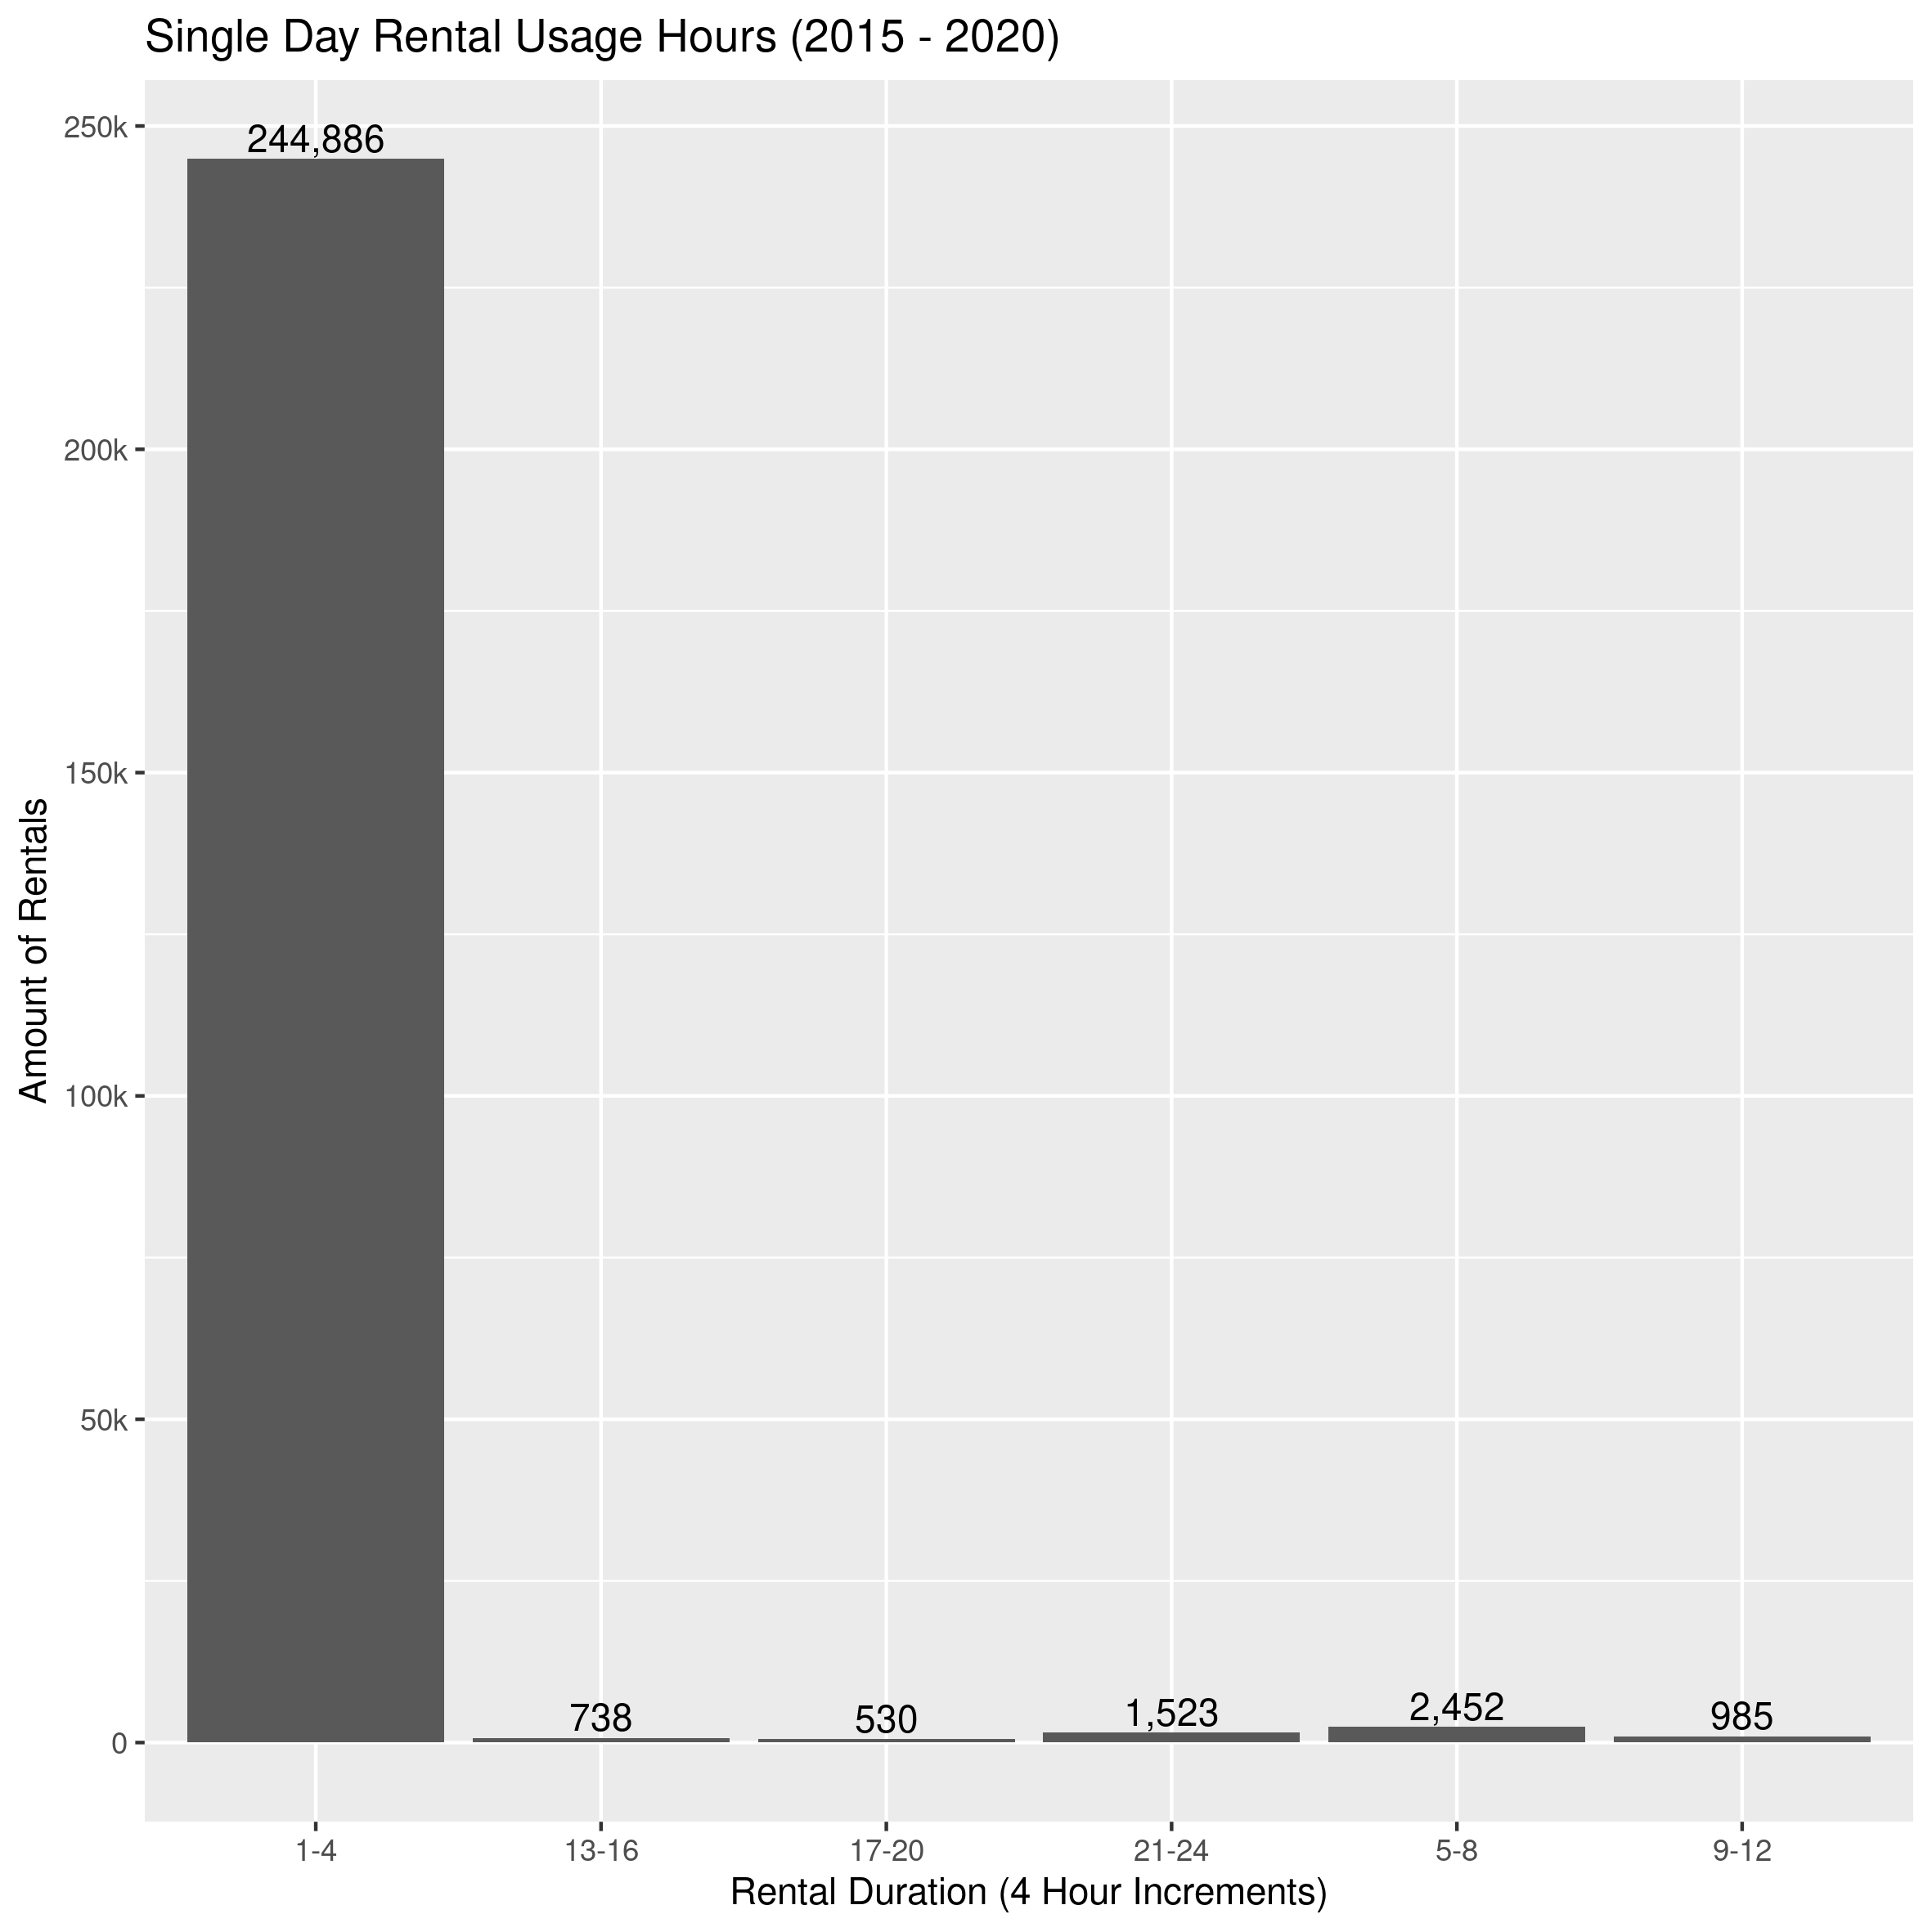 Single Day Rental Usage Hours (2015 - 2020)
250k
200k
150k
100k
50k
0
Amount of Rentals
244,886
738
530
1,523
2,452
985
1-4
13-16
17-20
21-24
5-8
9-12
Rental Duration (4 Hour Increments)